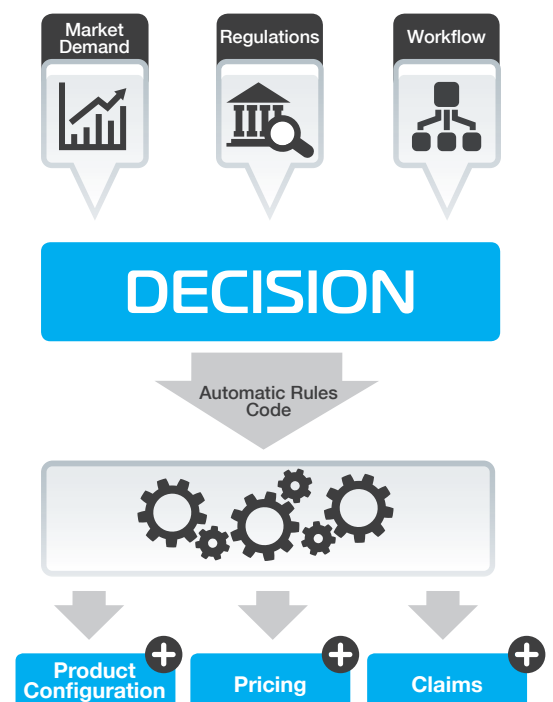 Market
Demand
Regulations
Workflow
DECISION
Automatic Rules
Code
Product
Configuration
Pricing
Claims